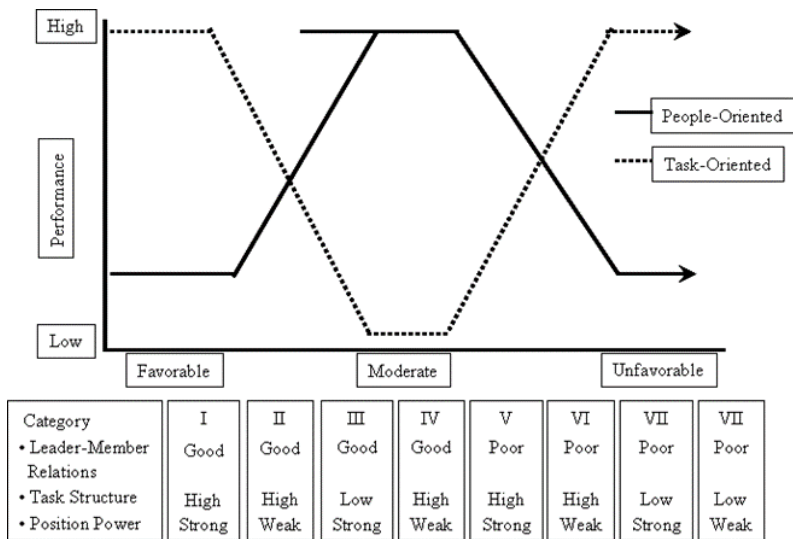 High
People-Oriented
Task-Oriented
Performance
Low
Favorable Moderate Unfavorable
Category I II III IV V VI VII VII
• Leader-Member Good Good Good Good Poor Poor Poor Poor
Relations
• Task Structure High High Low High High High Low Low
• Position Power Strong Weak Strong Weak Strong Weak Strong Weak